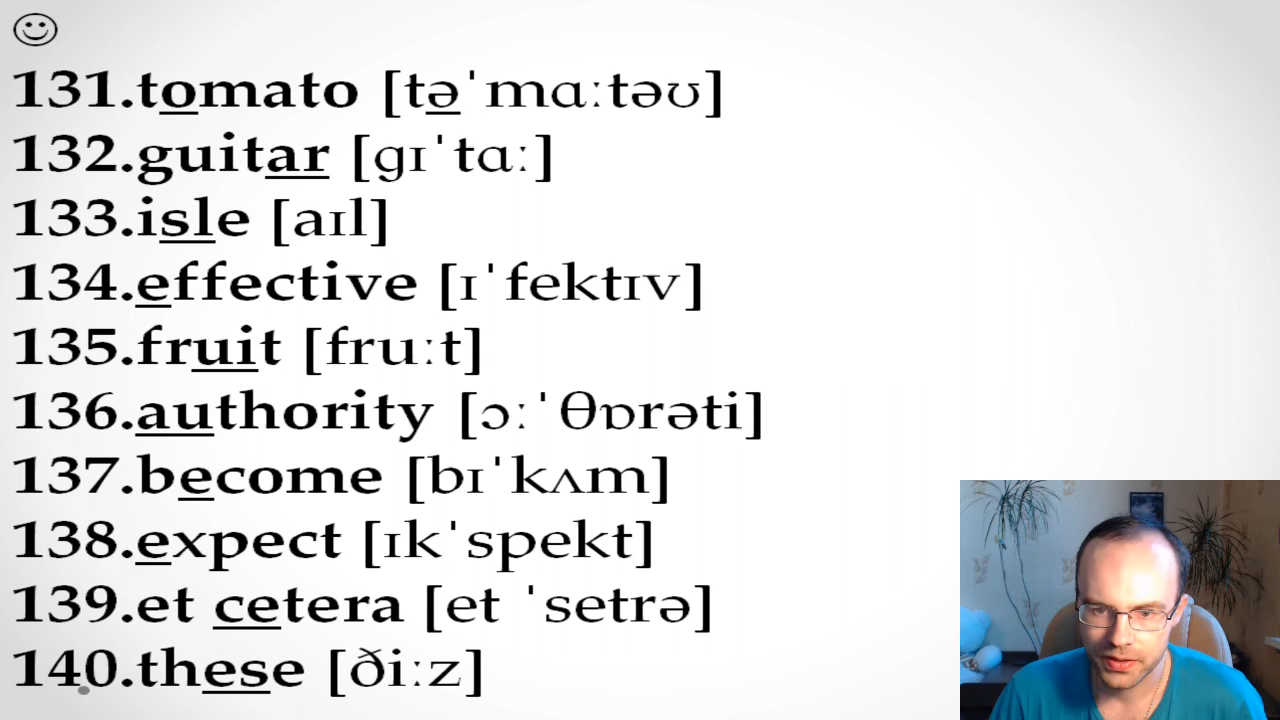 131.tomato [təˈmɑːtəʊ]
132.guitar [ɡɪˈtɑː]
133.isle [aɪl]
134.effective [ɪˈfektɪv]
135.fruit [fruːt]
136.authority [ɔːˈθɒrəti]
137.become [bɪˈkʌm]
138.expect [ɪkˈspekt]
139.et cetera [et ˈsetrə]
140.these [ðiːz]